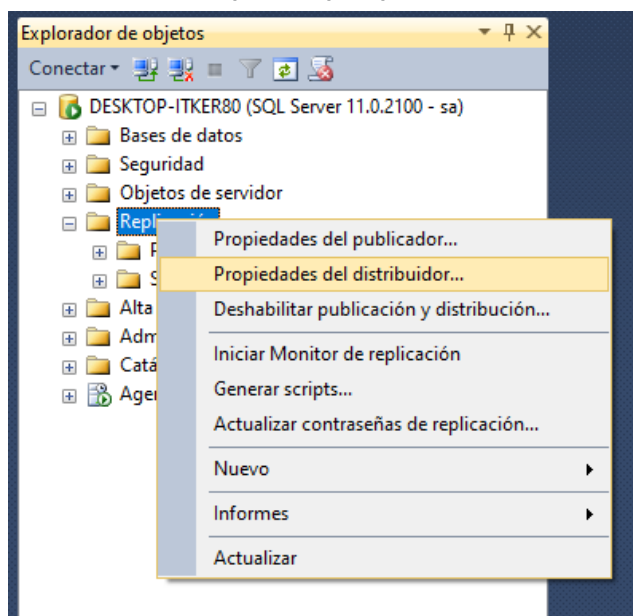 Explorador de objetos
Conectar
DESKTOP-ITKER80 (SQL Server 11.0.2100 - sa)
Bases de datos
Seguridad
Objetos de servidor
Propiedades del publicador...
Propiedades del distribuidor...
Alta
Deshabilitar publicación y distribución...
Iniciar Monitor de replicación
Generar scripts...
Actualizar contraseñas de replicación...
Nuevo
Informes
Actualizar